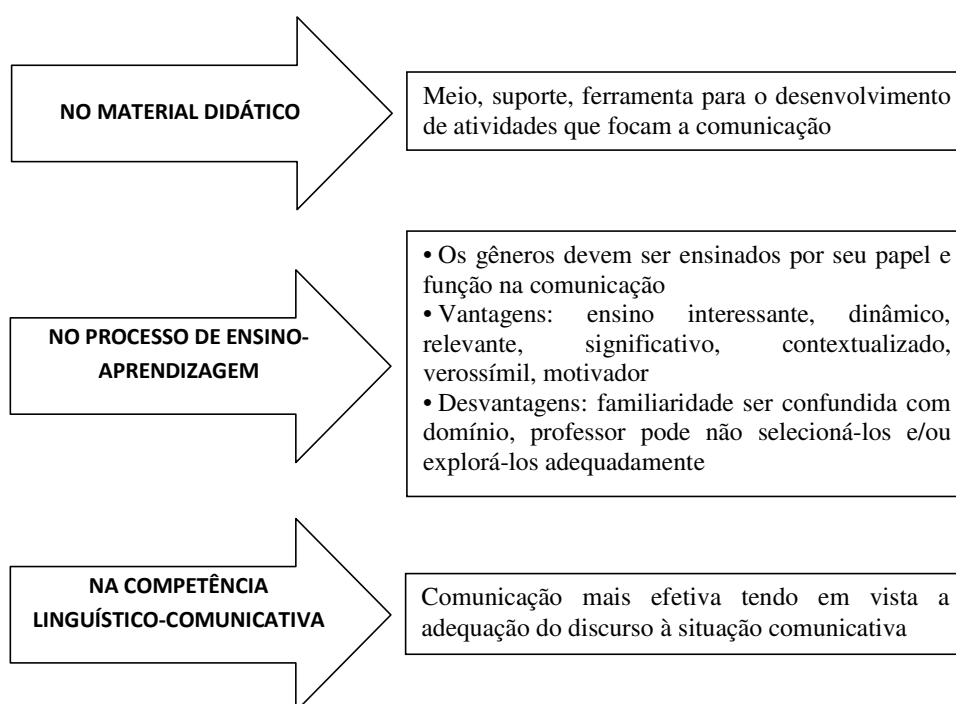 NO MATERIAL DIDÁTICO
Meio, suporte, ferramenta para o desenvolvimento
de atividades que focam a comunicação
NO PROCESSO DE ENSINO-
APRENDIZAGEM
• Os gêneros devem ser ensinados por seu papel e
função na comunicação
• Vantagens: ensino interessante, dinâmico,
relevante, significativo, contextualizado,
verossímil, motivador
• Desvantagens: familiaridade ser confundida com
domínio, professor pode não selecioná-los e/ou
explorá-los adequadamente
NA COMPETÊNCIA
LINGUÍSTICO-COMUNICATIVA
Comunicação mais efetiva tendo em vista a
adequação do discurso à situação comunicativa